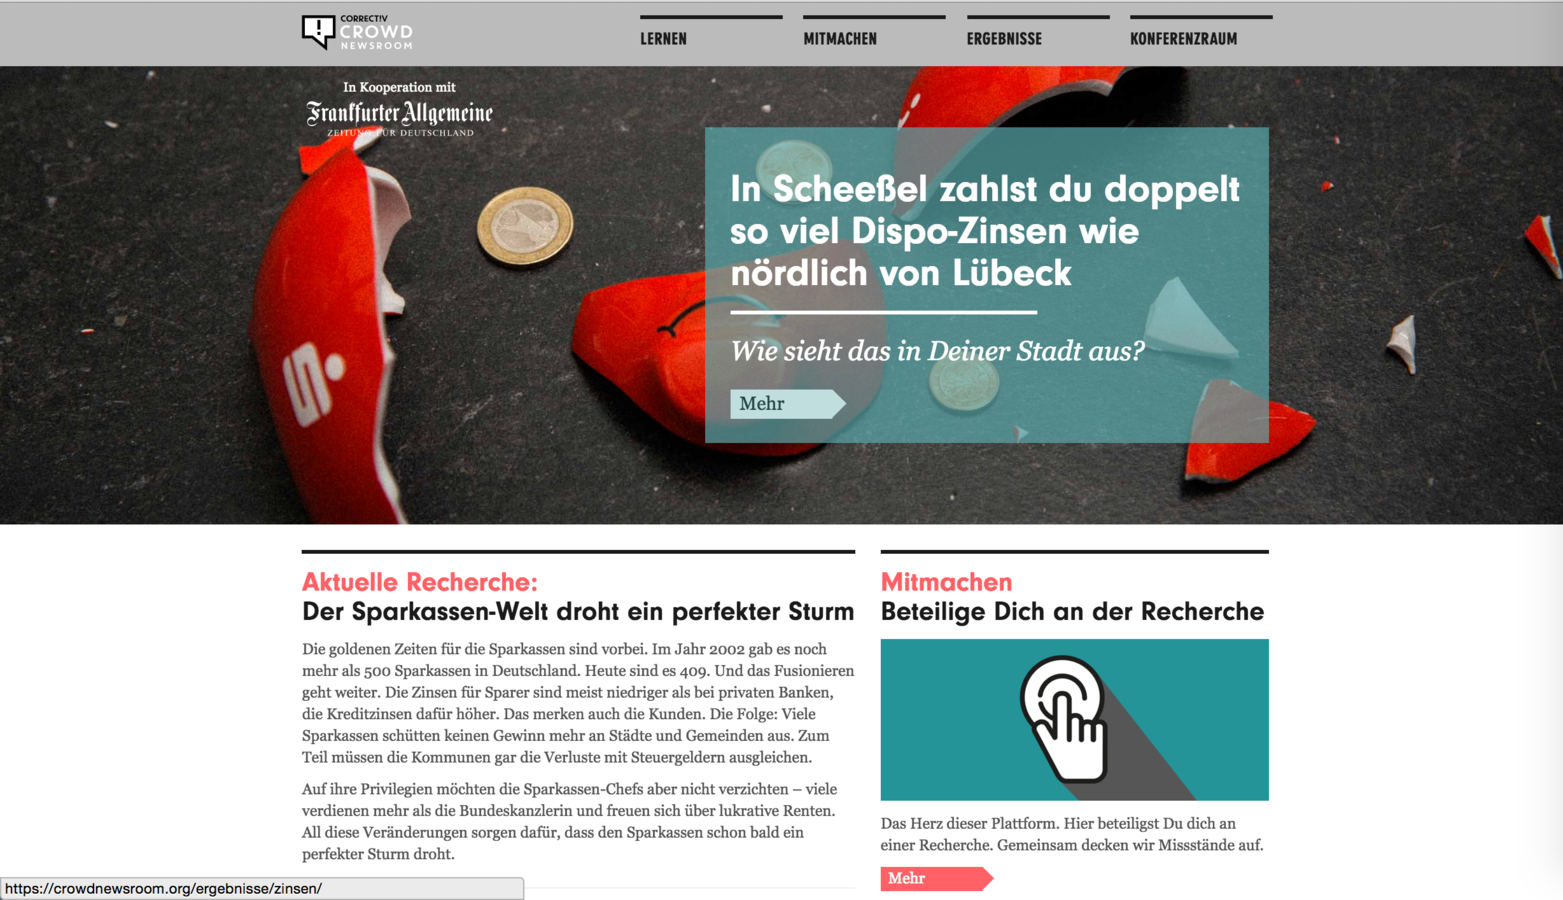 CORRECT!V
CROWD
NEWSROOM
LERNEN
MITMACHEN
ERGEBNISSE
KONFERENZRAUM
In Kooperation mit
Frankfurter Allgemeine
ZEITUNG FÜR DEUTSCHLAND
In Scheeßel zahlst du doppelt
so viel Dispo-Zinsen wie
nördlich von Lübeck
Wie sieht das in Deiner Stadt aus?
Mehr
Aktuelle Recherche:
Der Sparkassen-Welt droht ein perfekter Sturm
Die goldenen Zeiten für die Sparkassen sind vorbei. Im Jahr 2002 gab es noch
mehr als 500 Sparkassen in Deutschland. Heute sind es 409. Und das Fusionieren
geht weiter. Die Zinsen für Sparer sind meist niedriger als bei privaten Banken,
die Kreditzinsen dafür höher. Das merken auch die Kunden. Die Folge: Viele
Sparkassen schütten keinen Gewinn mehr an Städte und Gemeinden aus. Zum
Teil müssen die Kommunen gar die Verluste mit Steuergeldern ausgleichen.
Auf ihre Privilegien möchten die Sparkassen-Chefs aber nicht verzichten – viele
verdienen mehr als die Bundeskanzlerin und freuen sich über lukrative Renten.
All diese Veränderungen sorgen dafür, dass den Sparkassen schon bald ein
perfekter Sturm droht.
Mitmachen
Beteilige Dich an der Recherche
Das Herz dieser Plattform. Hier beteiligst Du dich an
einer Recherche. Gemeinsam decken wir Missstände auf.
Mehr
https://crowdnewsroom.org/ergebnisse/zinsen/